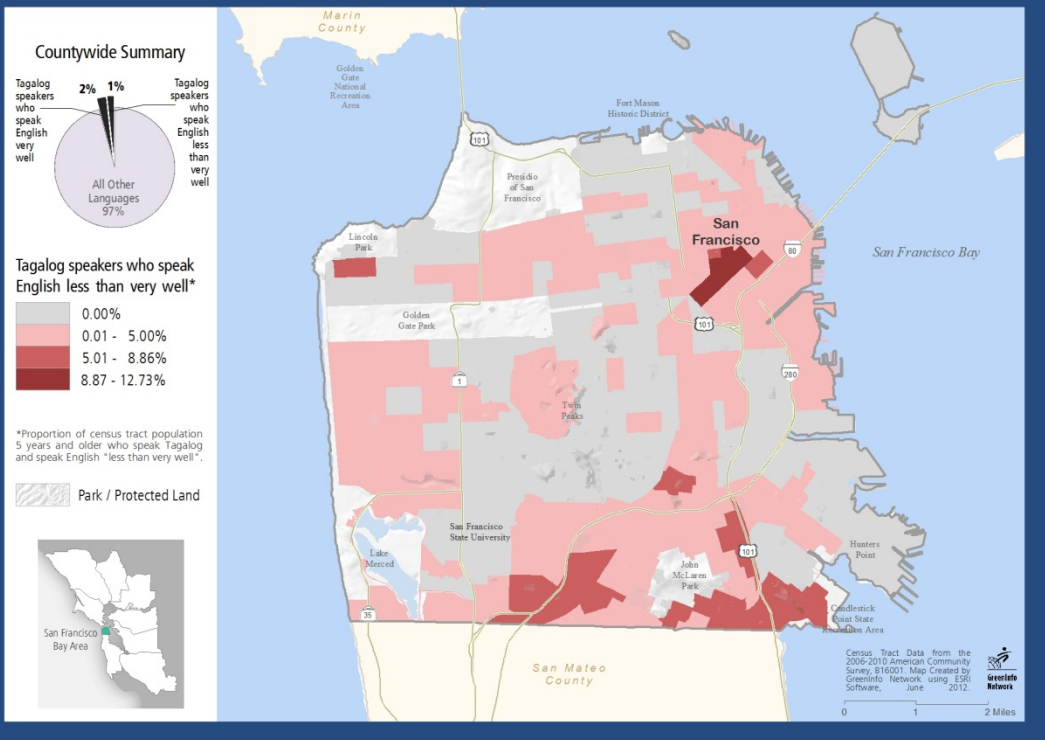 Countywide Summary
Tagalog
speakers
who
speak
English
very
well
2%
1%
Tagalog
speakers
who
speak
English
less
than
very
well
All Other
Languages
97%
Tagalog speakers who speak
English less than very well*
0.00%
0.01 - 5.00%
5.01 - 8.86%
8.87 - 12.73%
*Proportion of census tract population
5 years and older who speak Tagalog
and speak English "less than very well".
Park / Protected Land
San Francisco
Bay Area
Marin
County
Golden
Gate
National
Recreation
Area
Fort Mason
Historic District
101
Presidio
of San
Francisco
Lincoln
Park
San
Francisco
80
San Francisco Bay
Golden
Gate Park
101
1
280
Twin
Peaks
San Francisco
State University
Lake
Merced
101
John
McLaren
Park
Hunters
Point
35
Candlestick
Point State
Recreation Area
San Mateo
County
Census Tract Data from the
2006-2010 American Community
Survey, B16001. Map Created by
GreenInfo Network using ESRI
Software, June 2012.
GreenInfo
Network
0 1 2 Miles